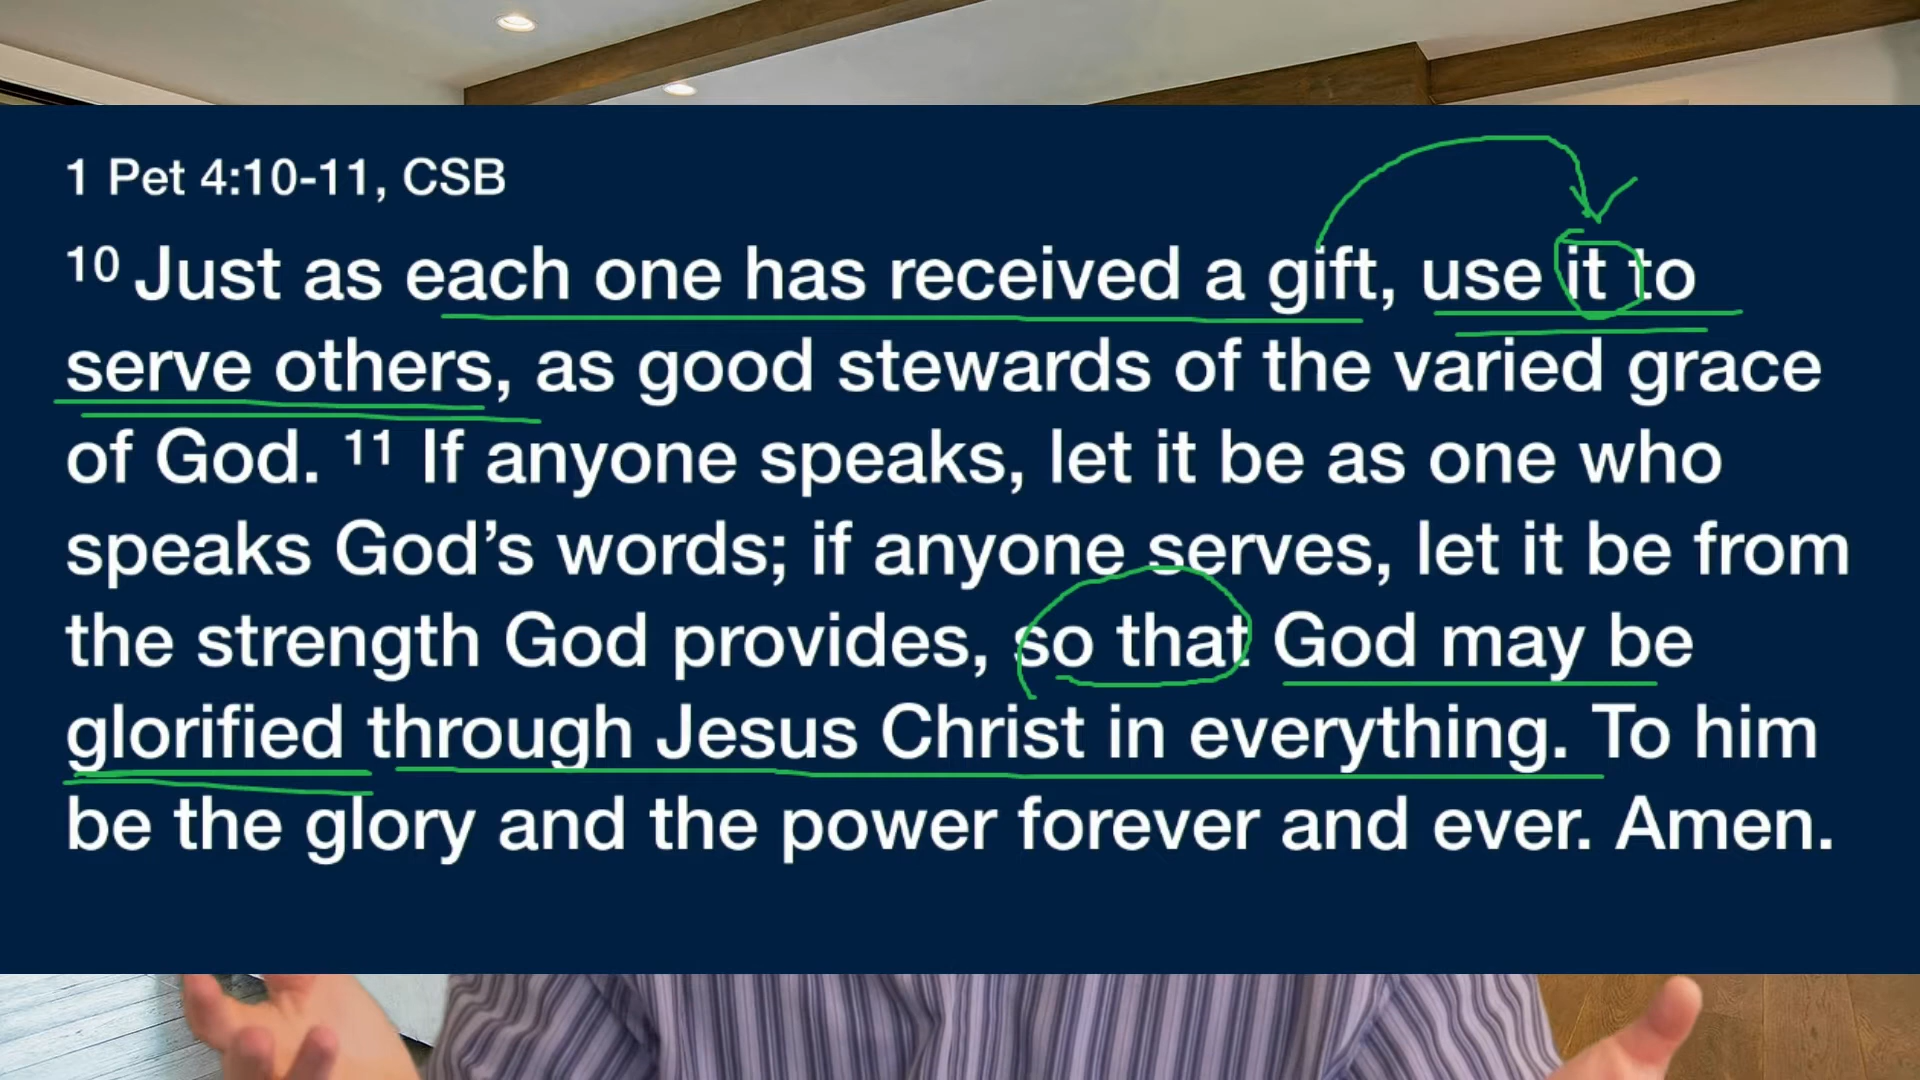 1 Pet 4:10-11, CSB
10 Just as each one has received a gift, use it to
serve others, as good stewards of the varied grace
of God. 11 If anyone speaks, let it be as one who
speaks God’s words; if anyone serves, let it be from
the strength God provides, so that God may be
glorified through Jesus Christ in everything. To him
be the glory and the power forever and ever. Amen.